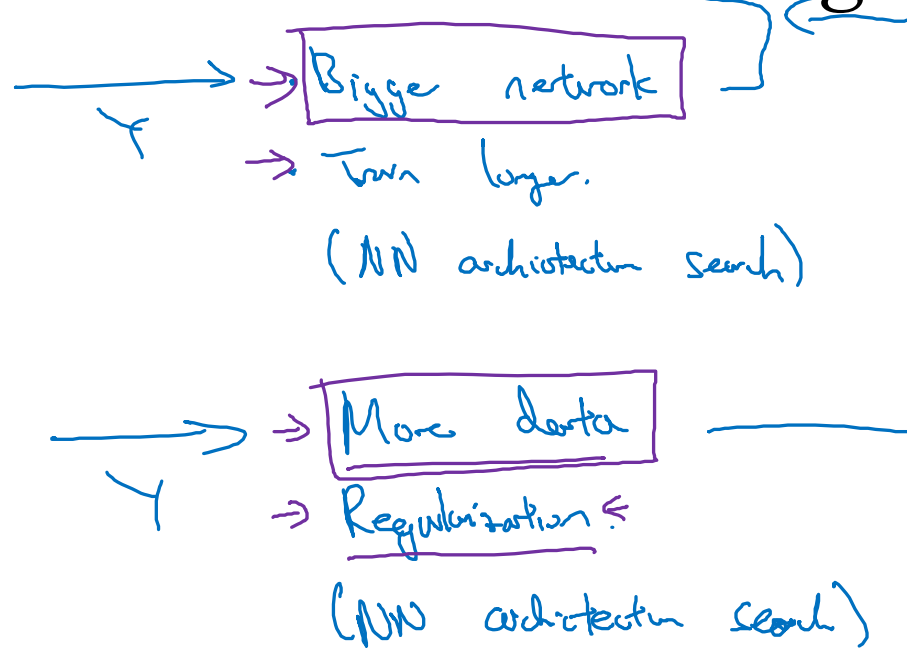 Bigger network
Y
Train longer.
(NN architecture search)
More data
Y
Regularization.
(NN architecture search)